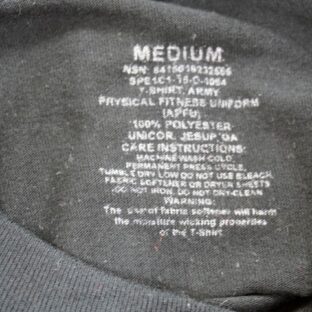 MEDIUM
NSN: 8415016232505
SPE1C1-16-D-1064
T-SHIRT, ARMY
PHYSICAL FITNESS UNIFORM
(APFU)
100% POLYESTER
UNICOR, JESUP, GA
CARE INSTRUCTIONS:
MACHINE WASH COLD,
PERMANENT PRESS CYCLE.
TUMBLE DRY LOW DO NOT USE BLEACH,
FABRIC SOFTENER OR DRYER SHEETS
DO NOT IRON. DO NOT DRY-CLEAN
WARNING:
The use of fabric softener will harm
the moisture wicking properties
of the T-Shirt